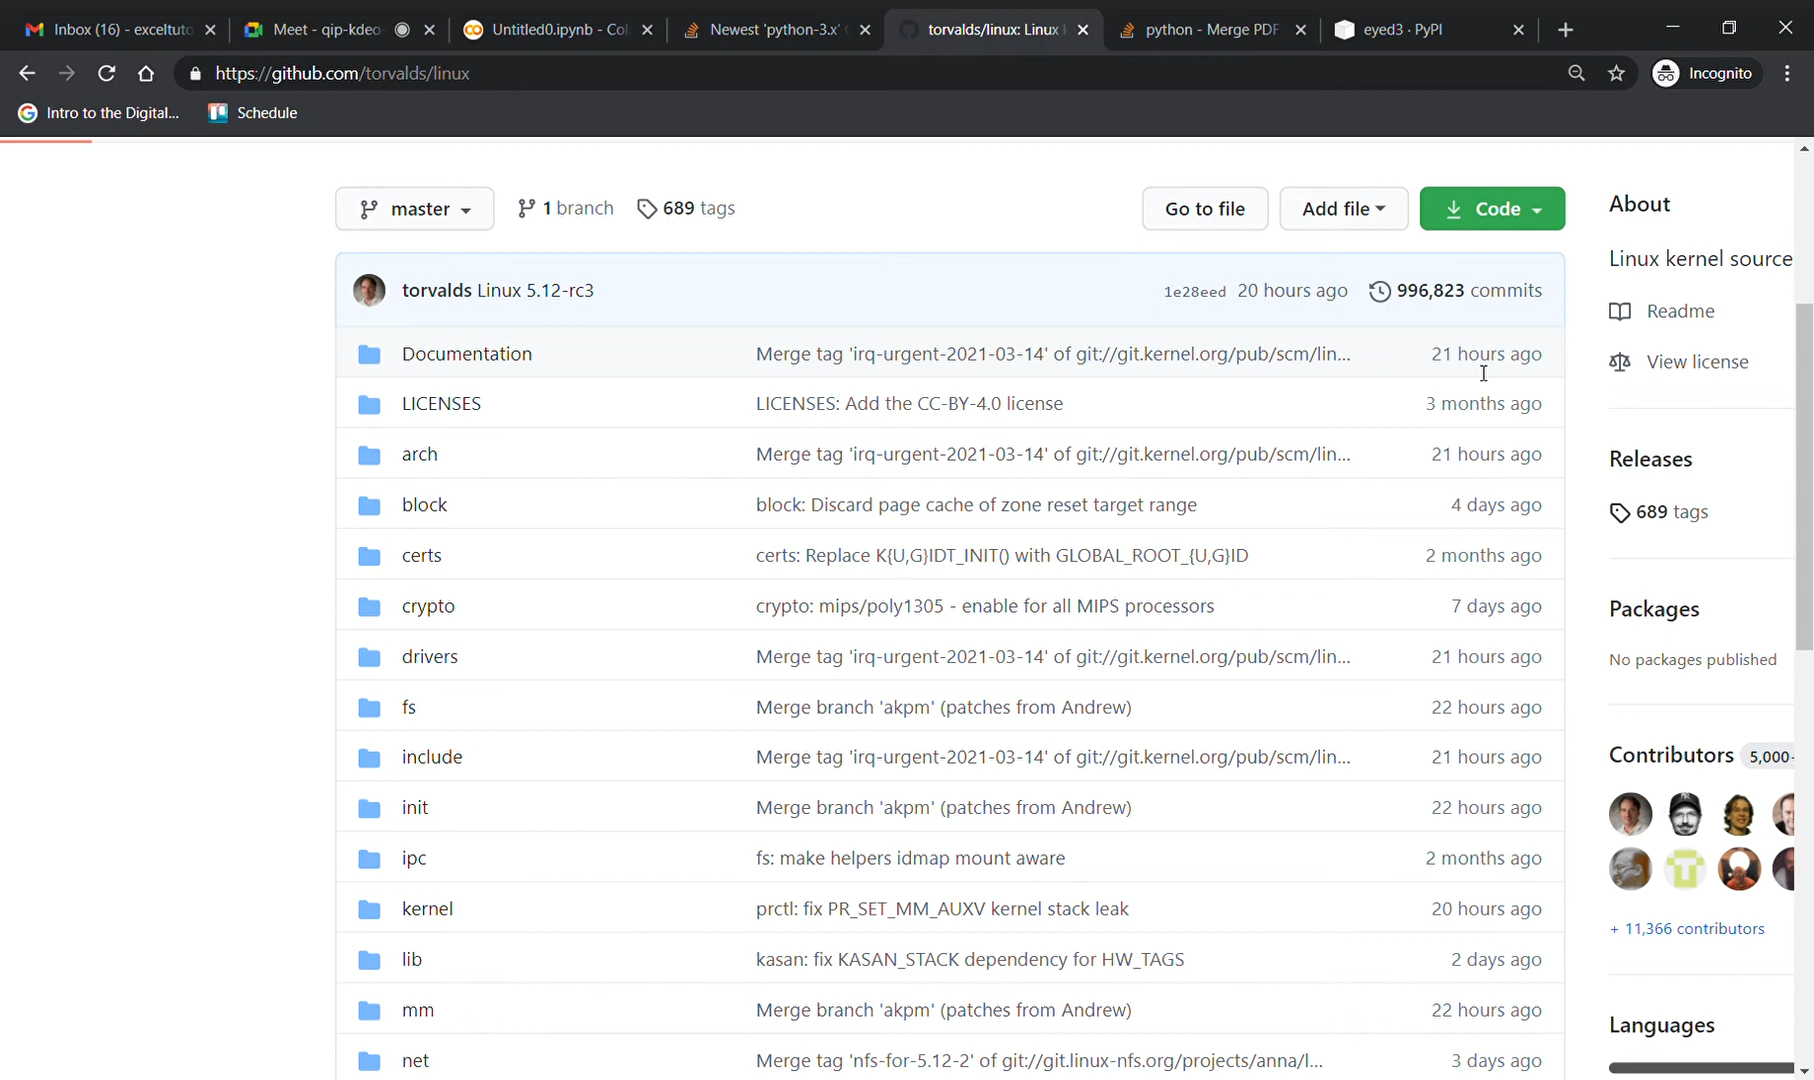 Inbox (16) - exceltuto
Meet - qip-kdeo-
Untitled0.ipynb - Col
Newest 'python-3.x'
torvalds/linux: Linux k
python - Merge PDF
eyed3 · PyPI
https://github.com/torvalds/linux
Incognito
Intro to the Digital...
Schedule
master
1 branch
689 tags
Go to file
Add file
Code
About
torvalds Linux 5.12-rc3
1e28eed 20 hours ago
996,823 commits
Linux kernel source
Readme
View license
Documentation
Merge tag 'irq-urgent-2021-03-14' of git://git.kernel.org/pub/scm/lin...
21 hours ago
LICENSES
LICENSES: Add the CC-BY-4.0 license
3 months ago
arch
Merge tag 'irq-urgent-2021-03-14' of git://git.kernel.org/pub/scm/lin...
21 hours ago
block
block: Discard page cache of zone reset target range
4 days ago
certs
certs: Replace K{U,G}IDT_INIT() with GLOBAL_ROOT_{U,G}ID
2 months ago
crypto
crypto: mips/poly1305 - enable for all MIPS processors
7 days ago
drivers
Merge tag 'irq-urgent-2021-03-14' of git://git.kernel.org/pub/scm/lin...
21 hours ago
fs
Merge branch 'akpm' (patches from Andrew)
22 hours ago
include
Merge tag 'irq-urgent-2021-03-14' of git://git.kernel.org/pub/scm/lin...
21 hours ago
init
Merge branch 'akpm' (patches from Andrew)
22 hours ago
ipc
fs: make helpers idmap mount aware
2 months ago
kernel
prctl: fix PR_SET_MM_AUXV kernel stack leak
20 hours ago
lib
kasan: fix KASAN_STACK dependency for HW_TAGS
2 days ago
mm
Merge branch 'akpm' (patches from Andrew)
22 hours ago
net
Merge tag 'nfs-for-5.12-2' of git://git.linux-nfs.org/projects/anna/l...
3 days ago
Releases
689 tags
Packages
No packages published
Contributors 5,000
+ 11,366 contributors
Languages